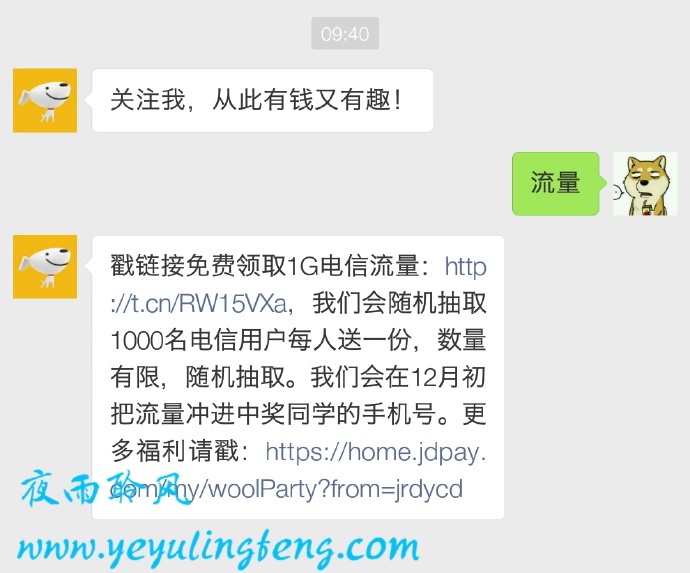 09:40
关注我，从此有钱又有趣！
流量
戳链接免费领取1G电信流量：http
://t.cn/RW15VXa，我们会随机抽取
1000名电信用户每人送一份，数量
有限，随机抽取。我们会在12月初
把流量冲进中奖同学的手机号。更
多福利请戳：https://home.jdpay.
com/my/woolParty?from=jrdycd
夜雨聆风
www.yeyulingfeng.com